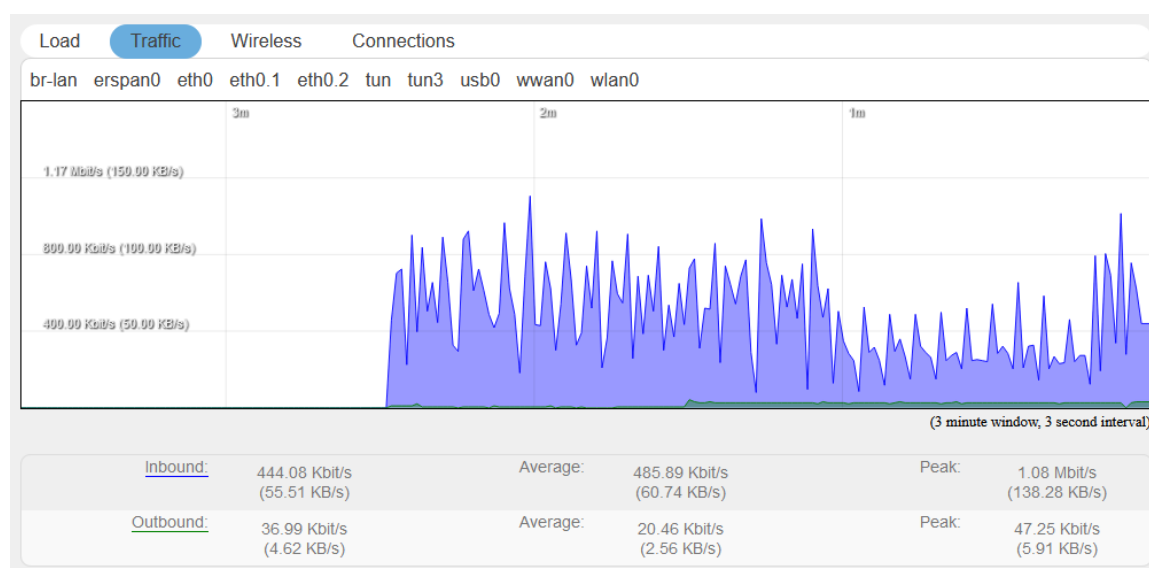 Load Traffic Wireless Connections
br-lan erspan0 eth0 eth0.1 eth0.2 tun tun3 usb0 wwan0 wlan0
3m 2m 1m
1.17 Mbit/s (150.00 KB/s)
800.00 Kbit/s (100.00 KB/s)
400.00 Kbit/s (50.00 KB/s)
(3 minute window, 3 second interval)
Inbound: 444.08 Kbit/s Average: 485.89 Kbit/s Peak: 1.08 Mbit/s
(55.51 KB/s) (60.74 KB/s) (138.28 KB/s)
Outbound: 36.99 Kbit/s Average: 20.46 Kbit/s Peak: 47.25 Kbit/s
(4.62 KB/s) (2.56 KB/s) (5.91 KB/s)